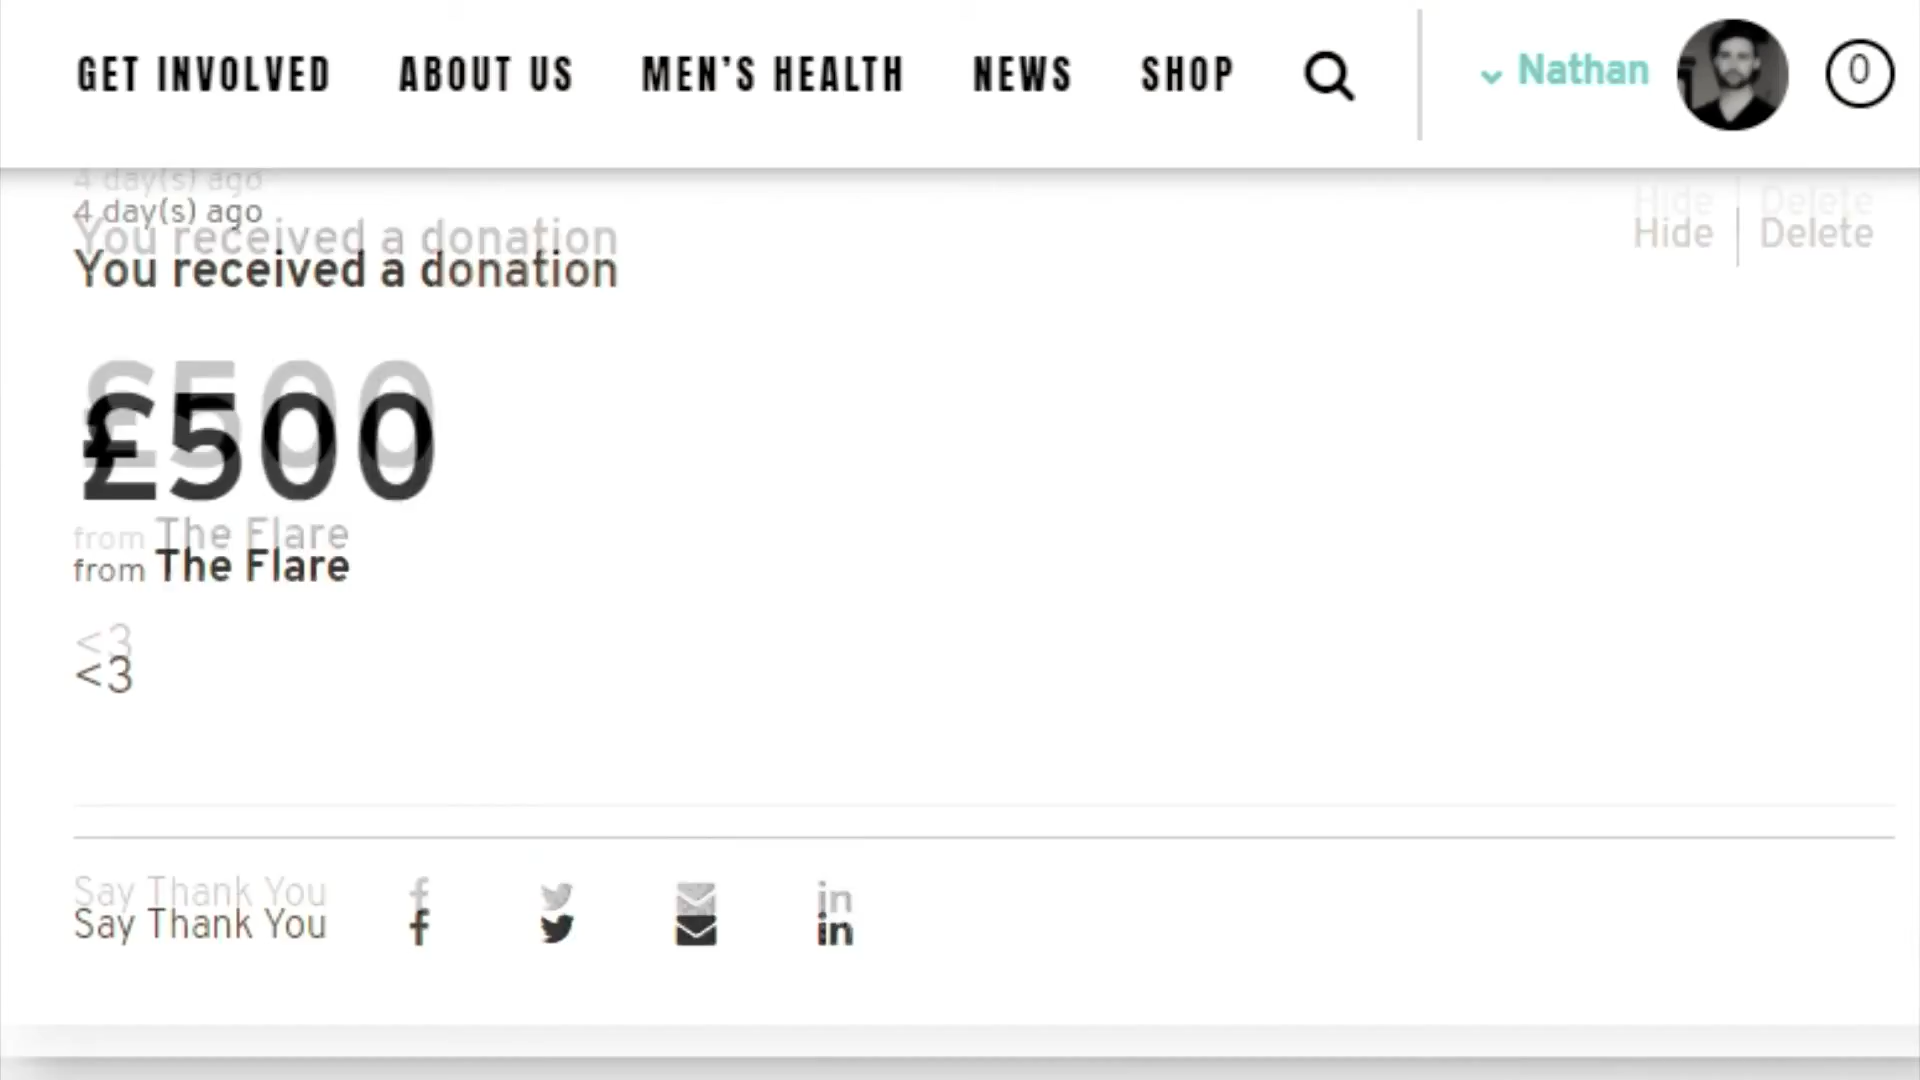 GET INVOLVED ABOUT US MEN'S HEALTH NEWS SHOP Nathan 0
4 day(s) ago
Hide Delete
You received a donation
£500
from The Flare
<3
Say Thank You